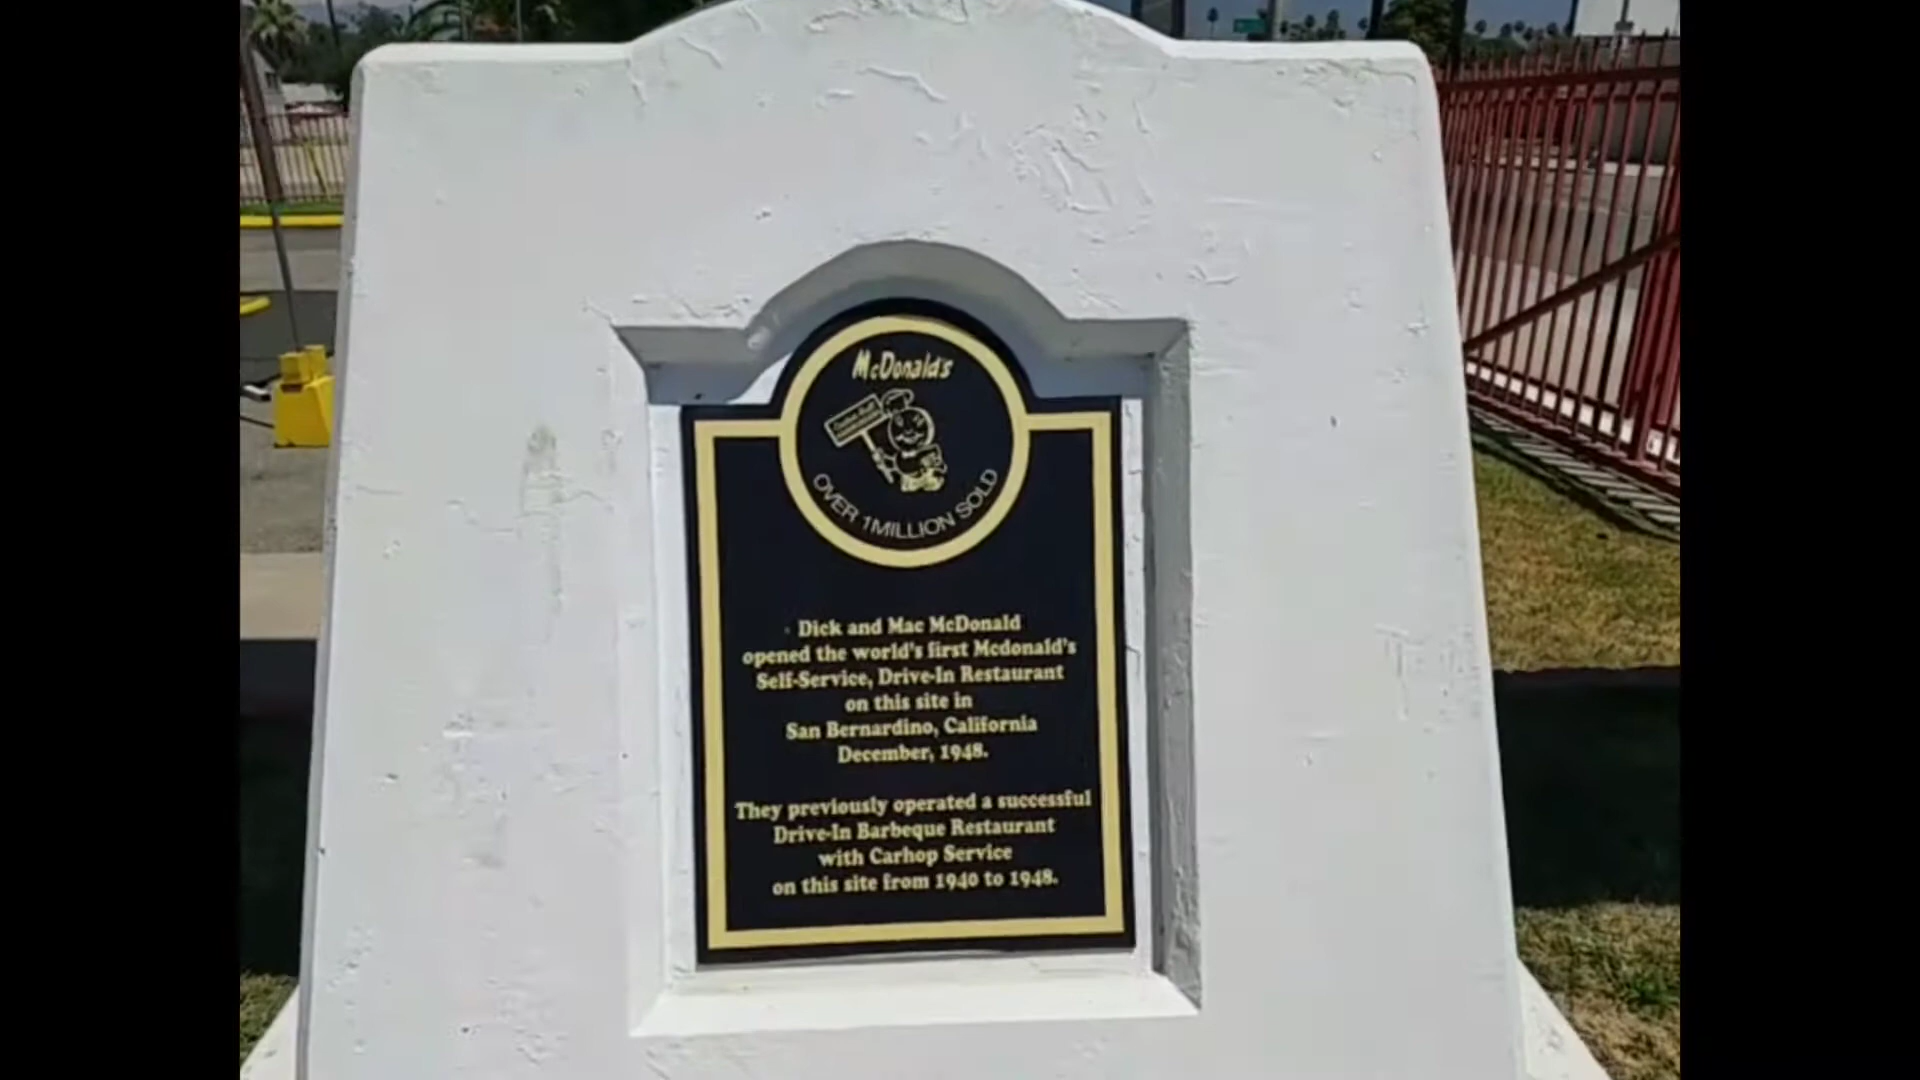 McDonald's
OVER 1 MILLION SOLD
Dick and Mac McDonald
opened the world's first Mcdonald's
Self-Service, Drive-In Restaurant
on this site in
San Bernardino, California
December, 1948.
They previously operated a successful
Drive-In Barbeque Restaurant
with Carhop Service
on this site from 1940 to 1948.